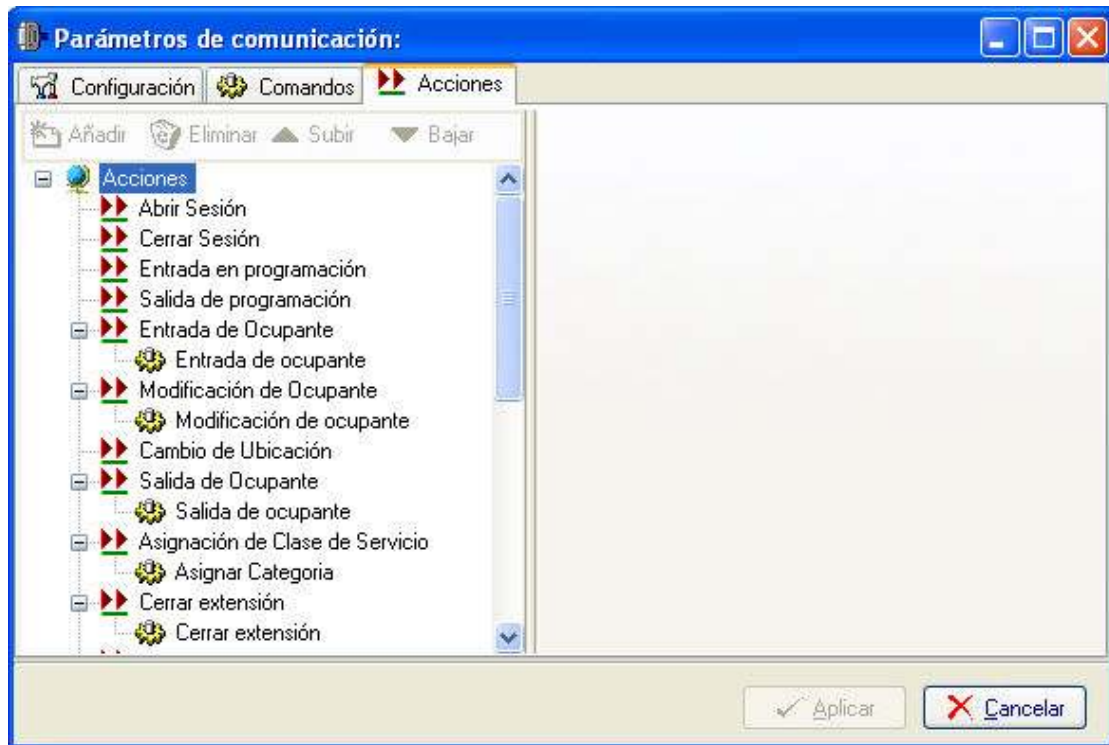 Parámetros de comunicación:
Configuración Comandos Acciones
Añadir Eliminar Subir Bajar
Acciones
Abrir Sesión
Cerrar Sesión
Entrada en programación
Salida de programación
Entrada de Ocupante
Entrada de ocupante
Modificación de Ocupante
Modificación de ocupante
Cambio de Ubicación
Salida de Ocupante
Salida de ocupante
Asignación de Clase de Servicio
Asignar Categoria
Cerrar extensión
Cerrar extensión
Aplicar Cancelar